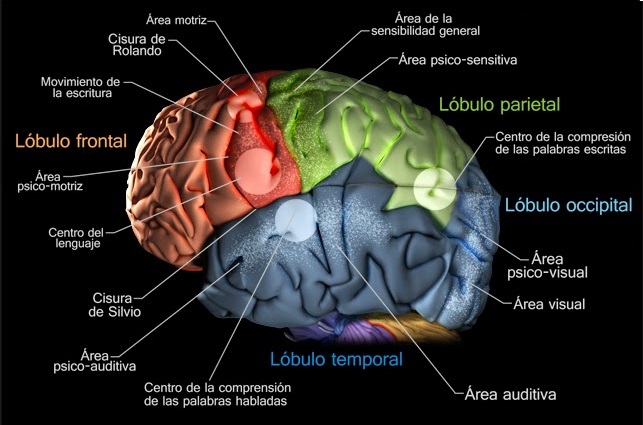 Área motriz
Cisura de
Rolando
Movimiento de
la escritura
Lóbulo frontal
Área
psico-motriz
Centro del
lenguaje
Cisura
de Silvio
Área
psico-auditiva
Centro de la comprensión
de las palabras habladas
Lóbulo temporal
Área de la
sensibilidad general
Área psico-sensitiva
Lóbulo parietal
Centro de la compresión
de las palabras escritas
Lóbulo occipital
Área
psico-visual
Área visual
Área auditiva